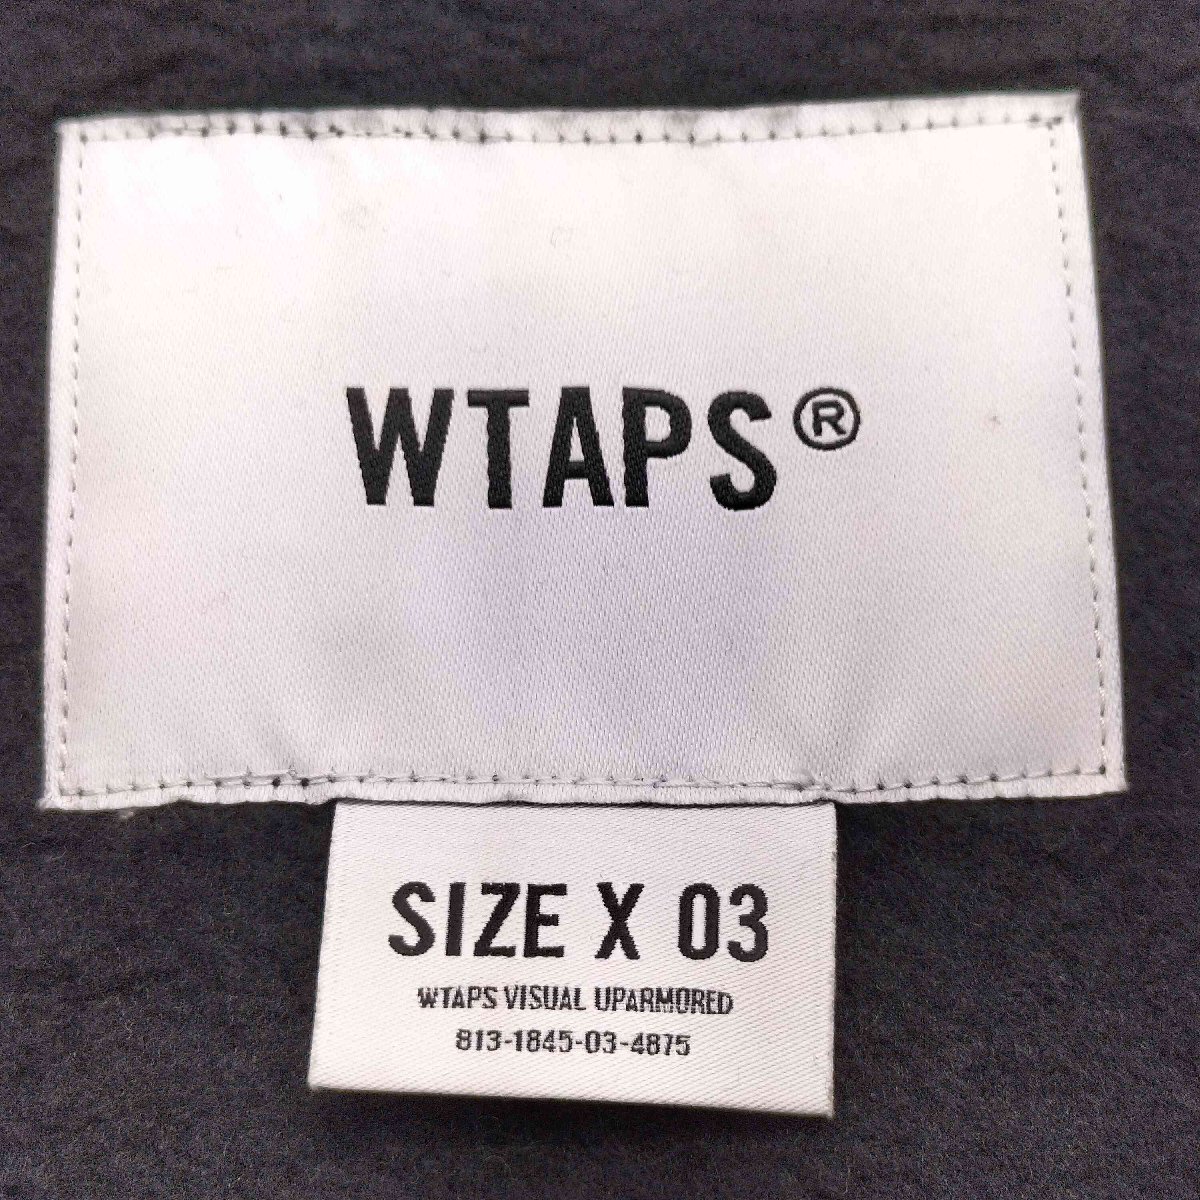 WTAPS®
SIZE X 03
WTAPS VISUAL UPARMORED
813-1845-03-4875